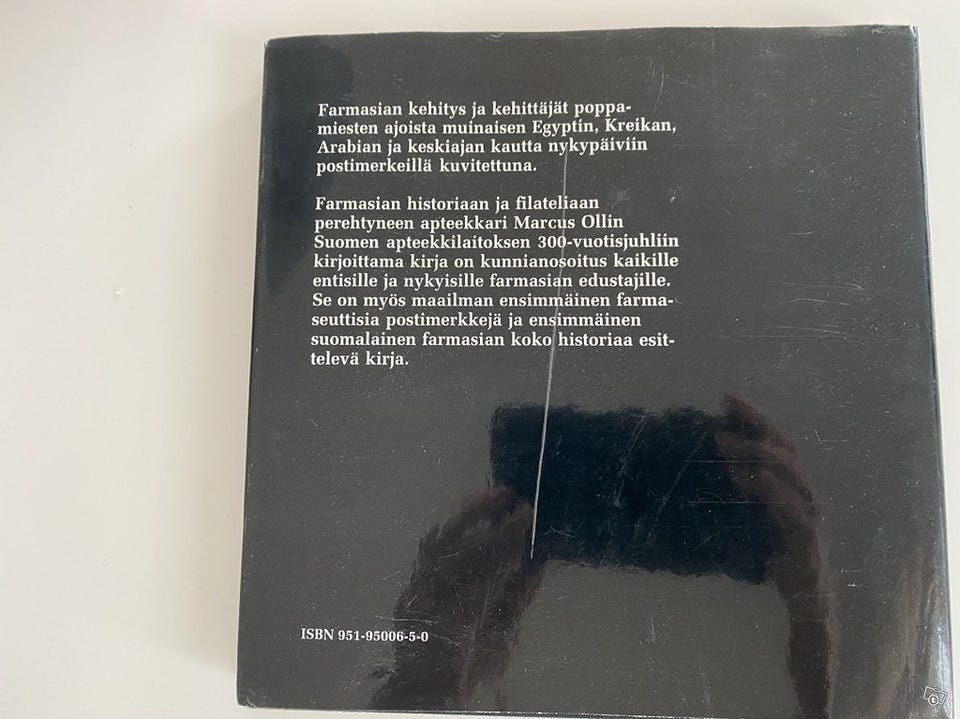 Farmasian kehitys ja kehittäjät poppa-
miesten ajoista muinaisen Egyptin, Kreikan,
Arabian ja keskiajan kautta nykypäiviin
postimerkeillä kuvitettuna.
Farmasian historiaan ja filateliaan
perehtyneen apteekkari Marcus Ollin
Suomen apteekkilaitoksen 300-vuotisjuhliin
kirjoittama kirja on kunnianosoitus kaikille
entisille ja nykyisille farmasian edustajille.
Se on myös maailman ensimmäinen farma-
seuttisia postimerkkejä ja ensimmäinen
suomalainen farmasian koko historiaa esit-
televä kirja.
ISBN 951-95006-5-0